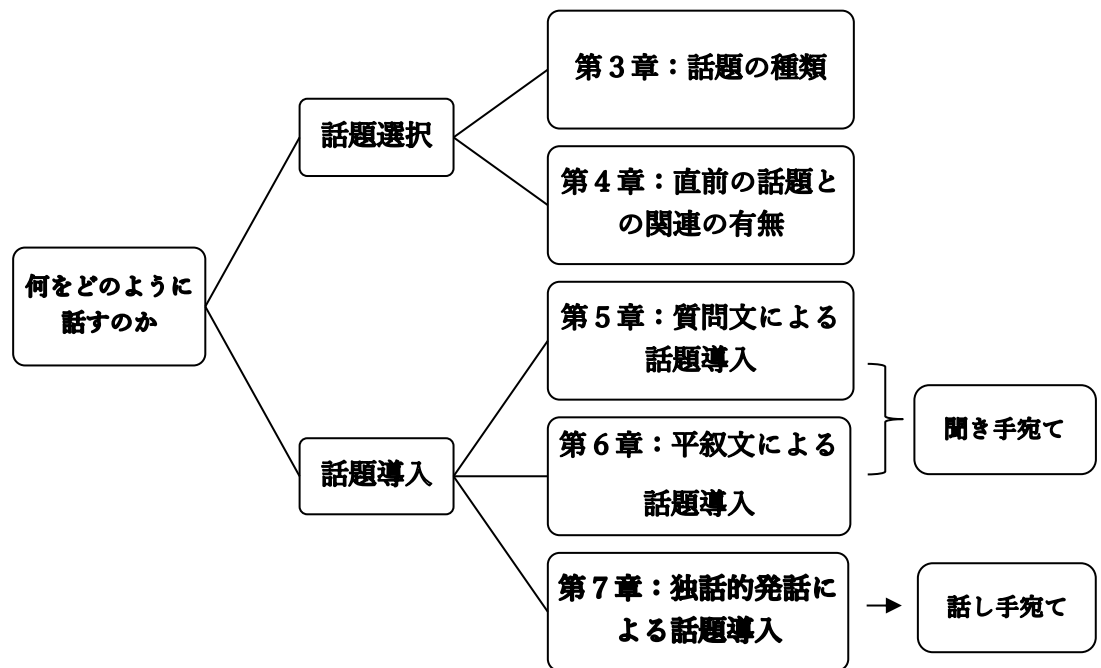 何をどのように
話すのか
話題選択
話題導入
第３章：話題の種類
第４章：直前の話題と
の関連の有無
第５章：質問文による
話題導入
第６章：平叙文による
話題導入
第７章：独話的発話に
よる話題導入
聞き手宛て
話し手宛て